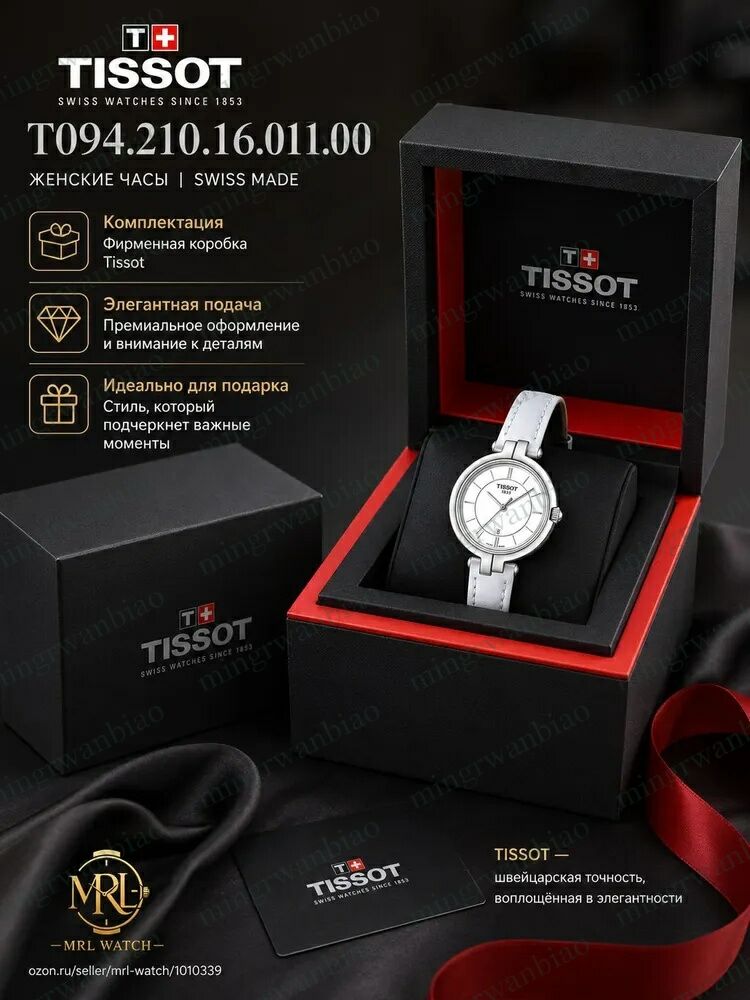 T+
TISSOT
SWISS WATCHES SINCE 1853
T094.210.16.011.00
ЖЕНСКИЕ ЧАСЫ | SWISS MADE
Комплектация
Фирменная коробка
Tissot
Элегантная подача
Премиальное оформление
и внимание к деталям
Идеально для подарка
Стиль, который
подчеркнет важные
моменты
T+
TISSOT
SWISS WATCHES SINCE 1853
TISSOT
1853
T+
TISSOT
SWISS WATCHES SINCE 1853
T+
TISSOT
SWISS WATCHES SINCE 1853
TISSOT —
швейцарская точность,
воплощённая в элегантности
MRL
MRL WATCH
ozon.ru/seller/mrl-watch/1010339
mingrwanbiao